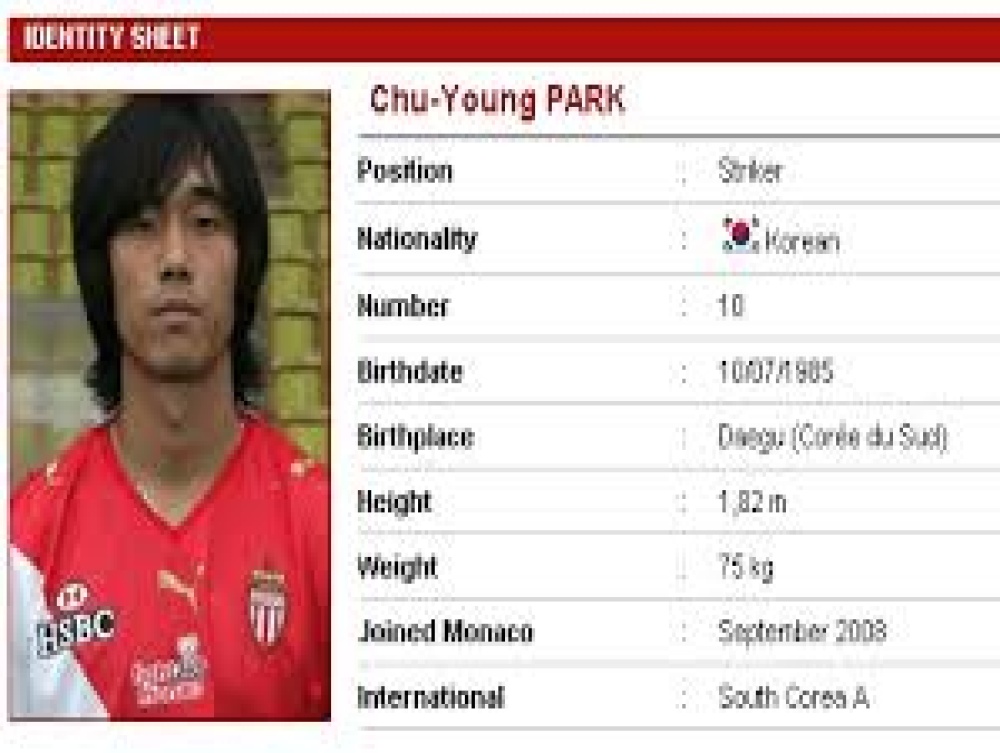 IDENTITY SHEET
Chu-Young PARK
Position : Striker
Nationality : Korean
Number : 10
Birthdate : 10/07/1985
Birthplace : Daegu (Corée du Sud)
Height : 1,82 m
Weight : 75 kg
Joined Monaco : September 2008
International : South Corea A
HSBC